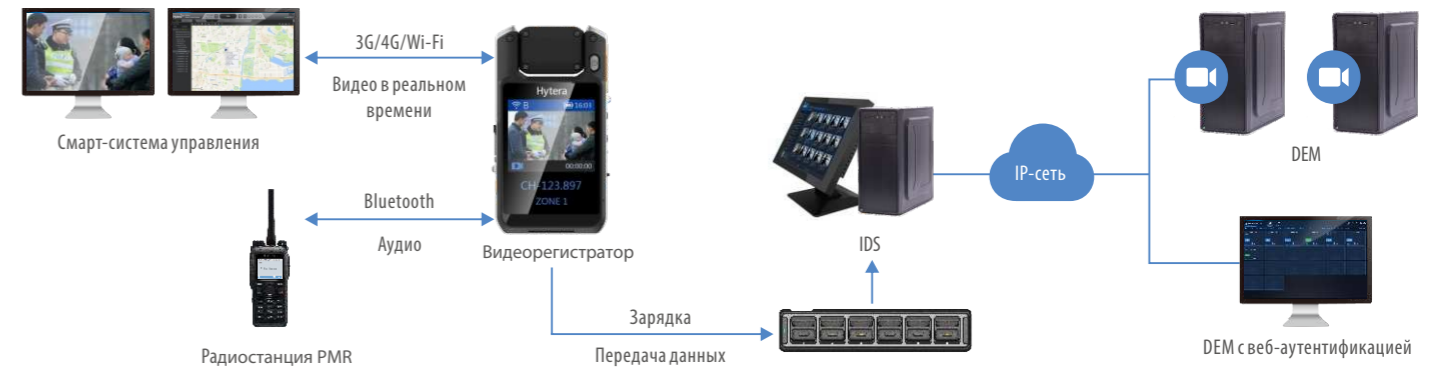 Смарт-система управления
3G/4G/Wi-Fi
Видео в реальном
времени
Hytera
16:03
00:00:00
CH-123.897
ZONE 1
Видеорегистратор
Bluetooth
Аудио
Радиостанция PMR
Зарядка
Передача данных
IDS
IP-сеть
DEM
DEM с веб-аутентификацией